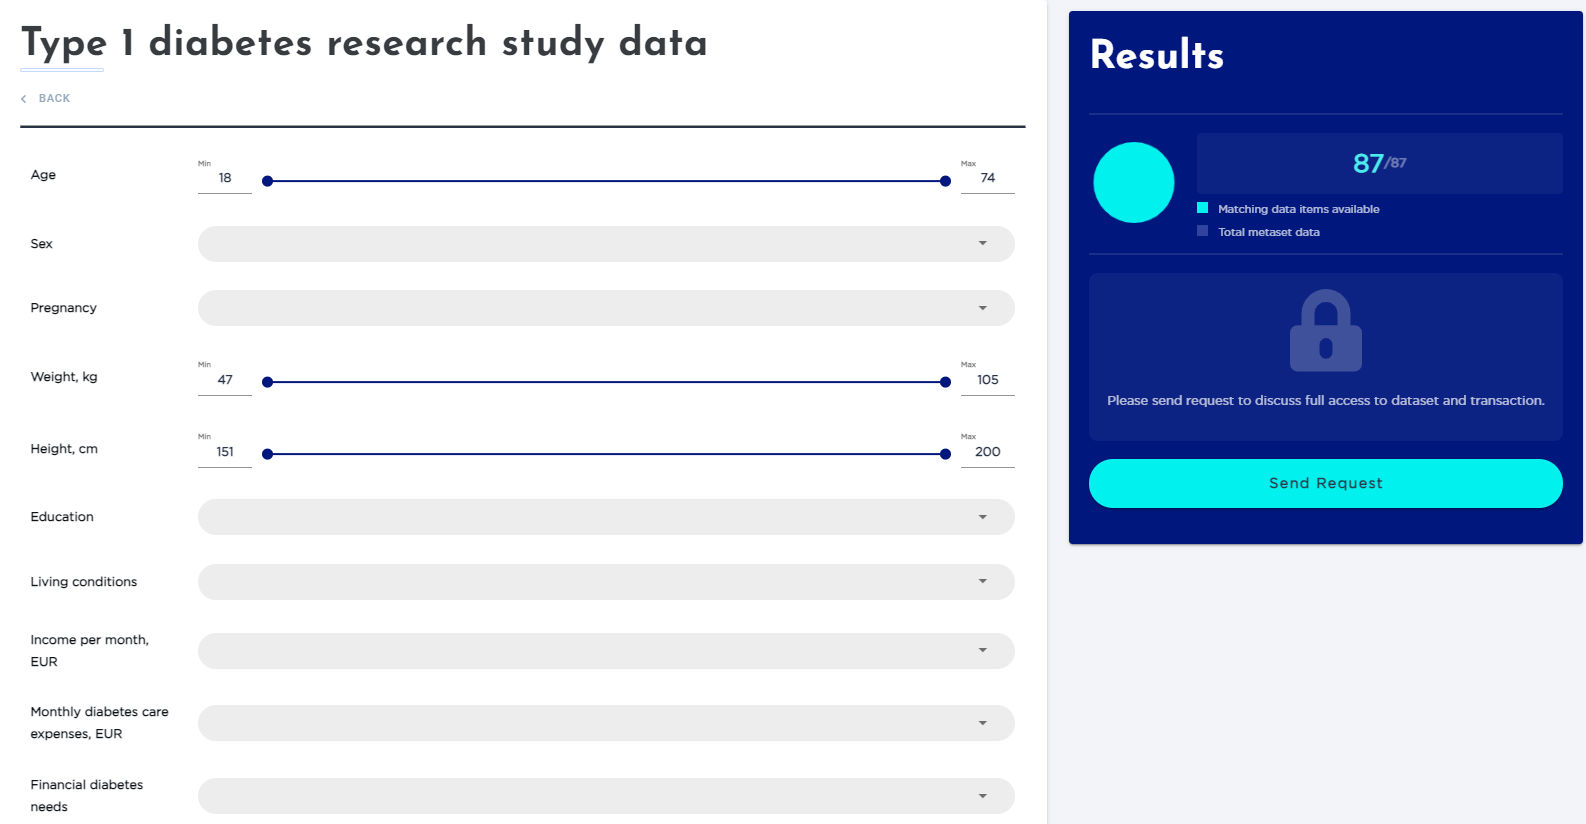 Type 1 diabetes research study data
BACK
Age
Min
18
Max
74
Sex
Pregnancy
Weight, kg
Min
47
Max
105
Height, cm
Min
151
Max
200
Education
Living conditions
Income per month,
EUR
Monthly diabetes care
expenses, EUR
Financial diabetes
needs
Results
87/87
Matching data items available
Total metaset data
Please send request to discuss full access to dataset and transaction.
Send Request